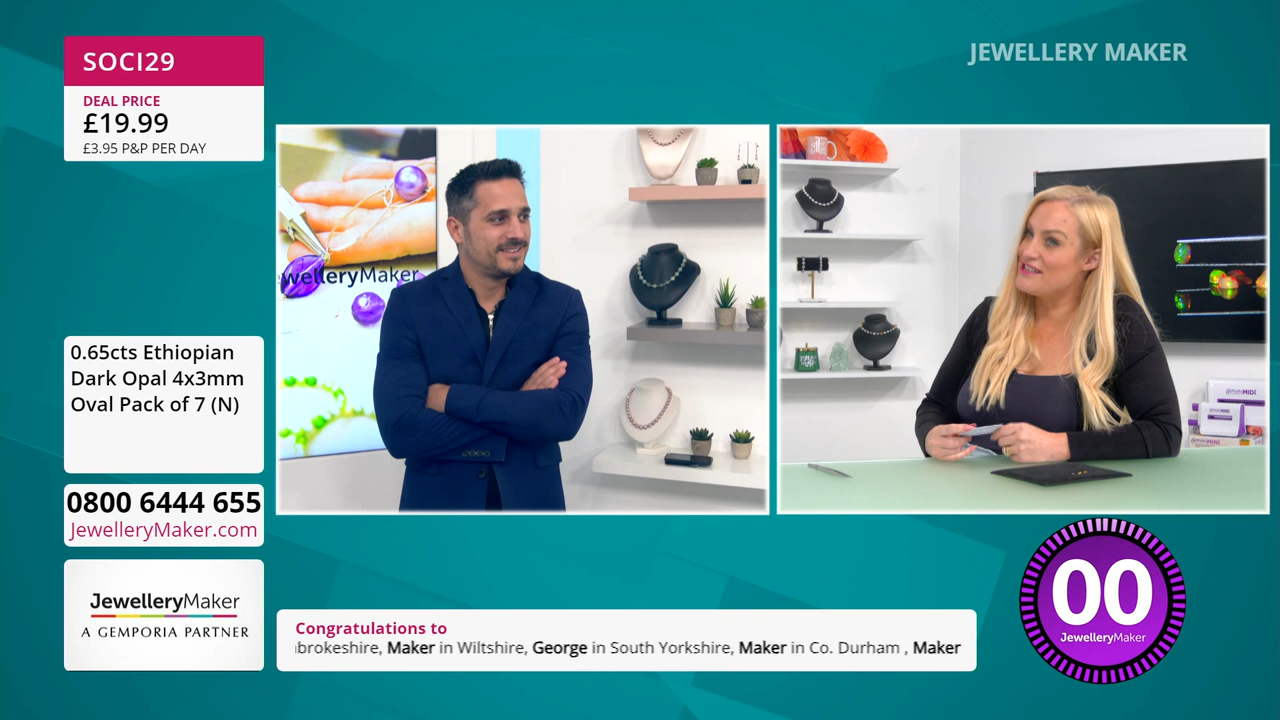 SOCI29
JEWELLERY MAKER
DEAL PRICE
£19.99
£3.95 P&P PER DAY
welleryMaker
0.65cts Ethiopian
Dark Opal 4x3mm
Oval Pack of 7 (N)
0800 6444 655
JewelleryMaker.com
JewelleryMaker
A GEMPORIA PARTNER
Congratulations to
brokeshire, Maker in Wiltshire, George in South Yorkshire, Maker in Co. Durham , Maker
00
JewelleryMaker